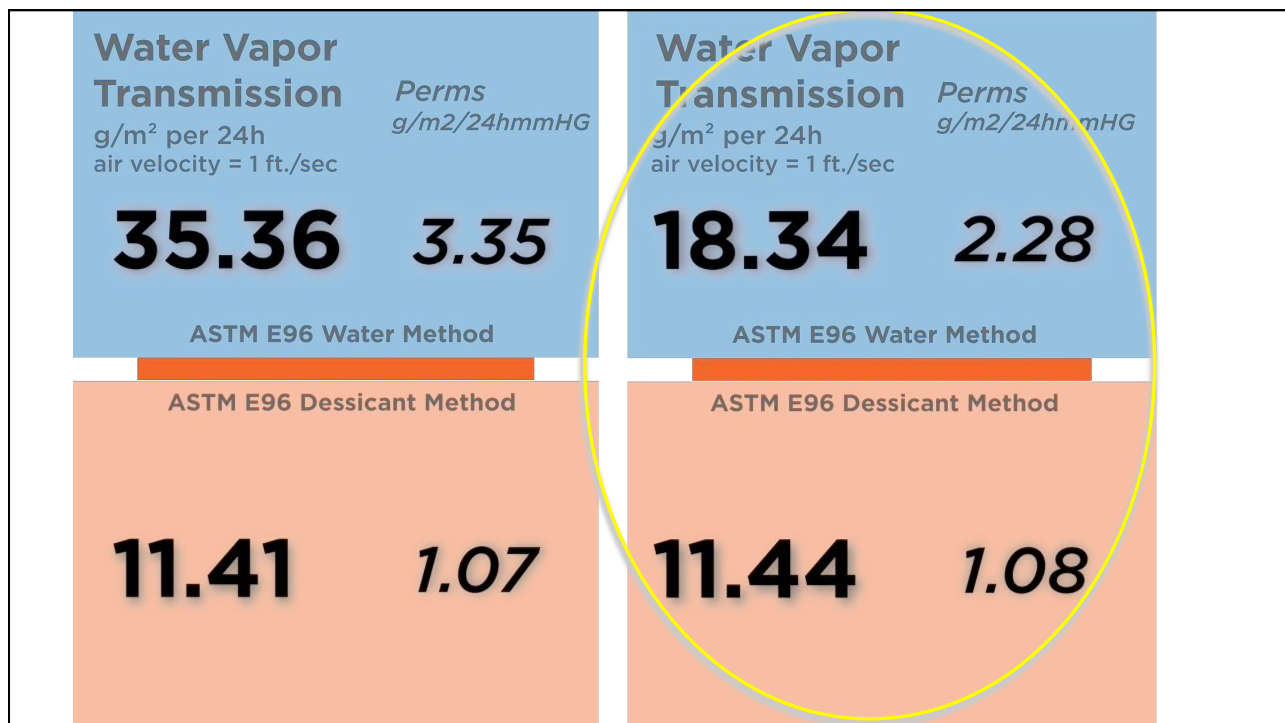 Water Vapor
Transmission
g/m² per 24h
air velocity = 1 ft./sec
Perms
g/m2/24hmmHG
35.36 3.35
ASTM E96 Water Method
ASTM E96 Dessicant Method
11.41 1.07
Water Vapor
Transmission
g/m² per 24h
air velocity = 1 ft./sec
Perms
g/m2/24hmmHG
18.34 2.28
ASTM E96 Water Method
ASTM E96 Dessicant Method
11.44 1.08